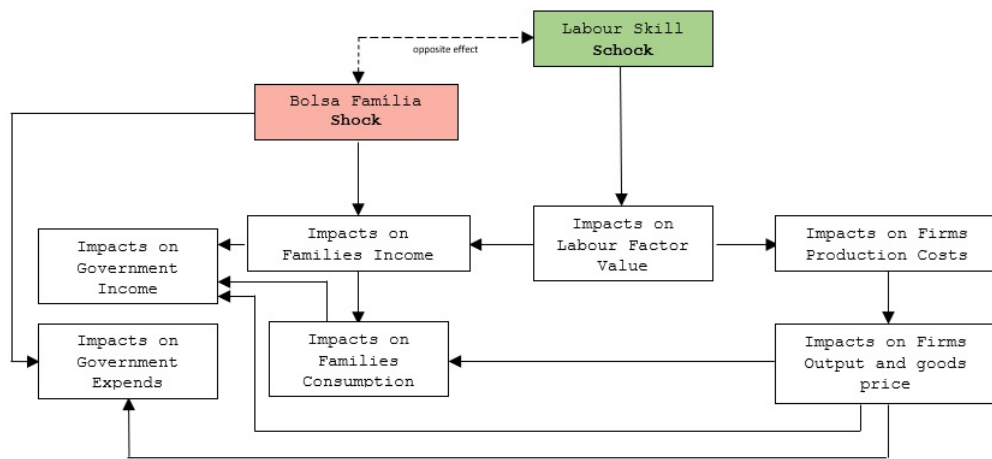 Labour Skill
Schock
opposite effect
Bolsa Família
Shock
Impacts on
Government
Income
Impacts on
Families Income
Impacts on
Labour Factor
Value
Impacts on Firms
Production Costs
Impacts on
Government
Expends
Impacts on
Families
Consumption
Impacts on Firms
Output and goods
price